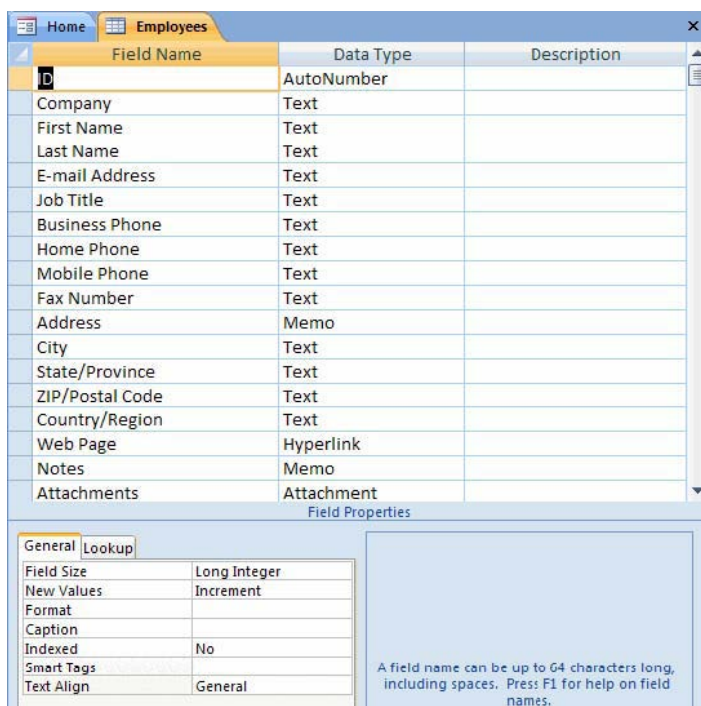 Home Employees ×
Field Name Data Type Description
ID AutoNumber
Company Text
First Name Text
Last Name Text
E-mail Address Text
Job Title Text
Business Phone Text
Home Phone Text
Mobile Phone Text
Fax Number Text
Address Memo
City Text
State/Province Text
ZIP/Postal Code Text
Country/Region Text
Web Page Hyperlink
Notes Memo
Attachments Attachment
Field Properties
General Lookup
Field Size Long Integer
New Values Increment
Format
Caption
Indexed No
Smart Tags
Text Align General
A field name can be up to 64 characters long,
including spaces. Press F1 for help on field
names.